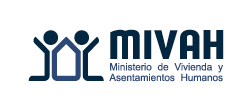 MIVAH
Ministerio de Vivienda y
Asentamientos Humanos